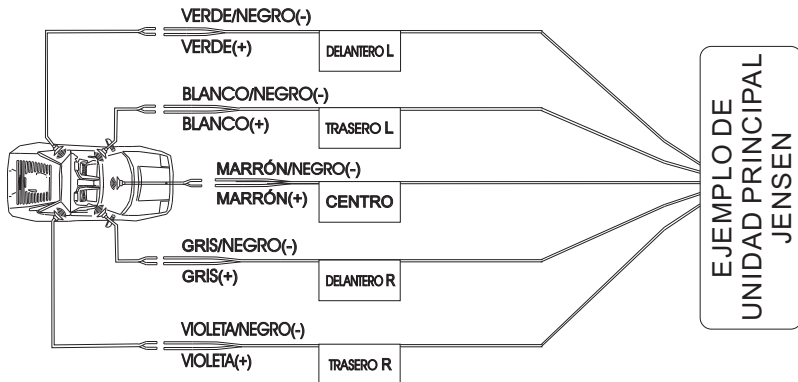 VERDE/NEGRO(-)
VERDE(+)
DELANTERO L
BLANCO/NEGRO(-)
BLANCO(+)
TRASERO L
MARRÓN/NEGRO(-)
MARRÓN(+)
CENTRO
GRIS/NEGRO(-)
GRIS(+)
DELANTERO R
VIOLETA/NEGRO(-)
VIOLETA(+)
TRASERO R
EJEMPLO DE
UNIDAD PRINCIPAL
JENSEN